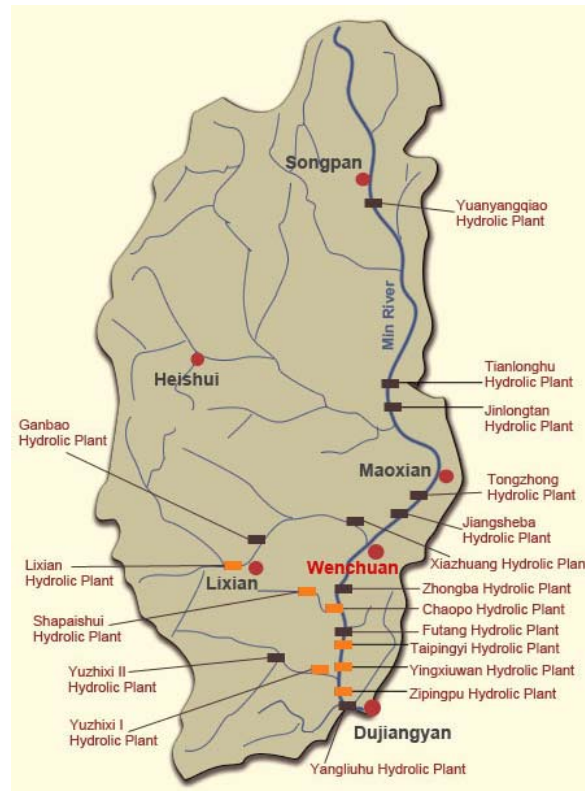 Songpan
Yuanyangqiao
Hydrolic Plant
Min River
Tianlonghu
Hydrolic Plant
Heishui
Jinlongtan
Hydrolic Plant
Ganbao
Hydrolic Plant
Maoxian
Tongzhong
Hydrolic Plant
Jiangsheba
Hydrolic Plant
Xiazhuang Hydrolic Plant
Wenchuan
Lixian
Hydrolic Plant
Lixian
Zhongba Hydrolic Plant
Chaopo Hydrolic Plant
Shapaishui
Hydrolic Plant
Futang Hydrolic Plant
Taipingyi Hydrolic Plant
Yuzhixi II
Hydrolic Plant
Yingxiuwan Hydrolic Plant
Zipingpu Hydrolic Plant
Yuzhixi I
Hydrolic Plant
Dujiangyan
Yangliuhu Hydrolic Plant